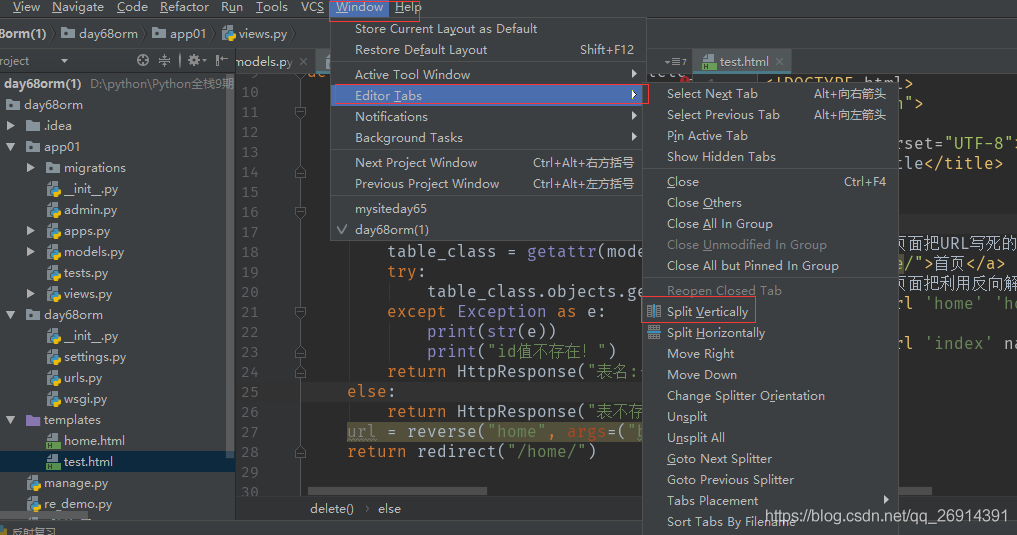 View Navigate Code Refactor Run Tools VCS Window Help
68orm(1) day68orm app01 views.py
roject
day68orm(1) D:\python\Python全栈9期
day68orm
.idea
app01
migrations
__init__.py
admin.py
apps.py
models.py
tests.py
views.py
day68orm
__init__.py
settings.py
urls.py
wsgi.py
templates
home.html
test.html
manage.py
re_demo.py
反射复习
models.py
test.html
Store Current Layout as Default
Restore Default Layout Shift+F12
Active Tool Window
Editor Tabs
Notifications
Background Tasks
Next Project Window Ctrl+Alt+右方括号
Previous Project Window Ctrl+Alt+左方括号
mysiteday65
day68orm(1)
Select Next Tab Alt+向右箭头
Select Previous Tab Alt+向左箭头
Pin Active Tab
Show Hidden Tabs
Close Ctrl+F4
Close Others
Close All In Group
Close Unmodified In Group
Close All but Pinned In Group
Reopen Closed Tab
Split Vertically
Split Horizontally
Move Right
Move Down
Change Splitter Orientation
Unsplit
Unsplit All
Goto Next Splitter
Goto Previous Splitter
Tabs Placement
Sort Tabs By Filename
<!DOCTYPE html>
n">
rset="UTF-8">
tle</title>
页面把URL写死的
e/">首页</a>
页面把利用反向解
rl 'home' 'h
rl 'index' na
9
10
11
12
13
14
15
16
17
18 table_class = getattr(mode
19 try:
20 table_class.objects.ge
21 except Exception as e:
22 print(str(e))
23 print("id值不存在！")
24 return HttpResponse("表名:
25 else:
26 return HttpResponse("表不存
27 url = reverse("home", args=("
28 return redirect("/home/")
29
30
delete() › else
https://blog.csdn.net/qq_26914391